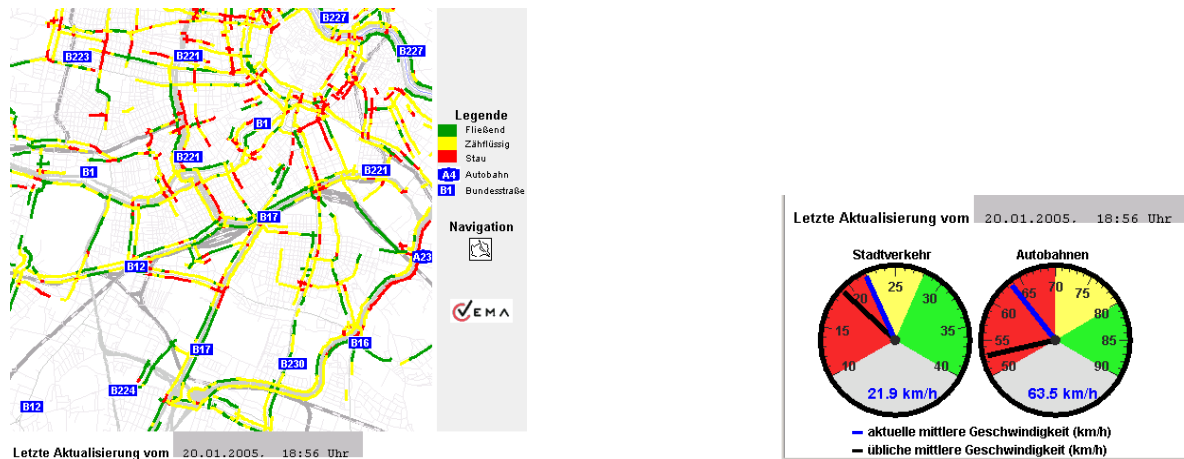 B227
B223
B221
B227
B1
B221
B1
B221
B17
B12
A23
B16
B17
B230
B224
B12
Legende
Fließend
Zähflüssig
Stau
A4 Autobahn
B1 Bundesstraße
Navigation
VEMA
Letzte Aktualisierung vom 20.01.2005, 18:56 Uhr
Letzte Aktualisierung vom 20.01.2005, 18:56 Uhr
Stadtverkehr
10 15 20 25 30 35 40
21.9 km/h
Autobahnen
50 55 60 65 70 75 80 85 90
63.5 km/h
aktuelle mittlere Geschwindigkeit (km/h)
übliche mittlere Geschwindigkeit (km/h)